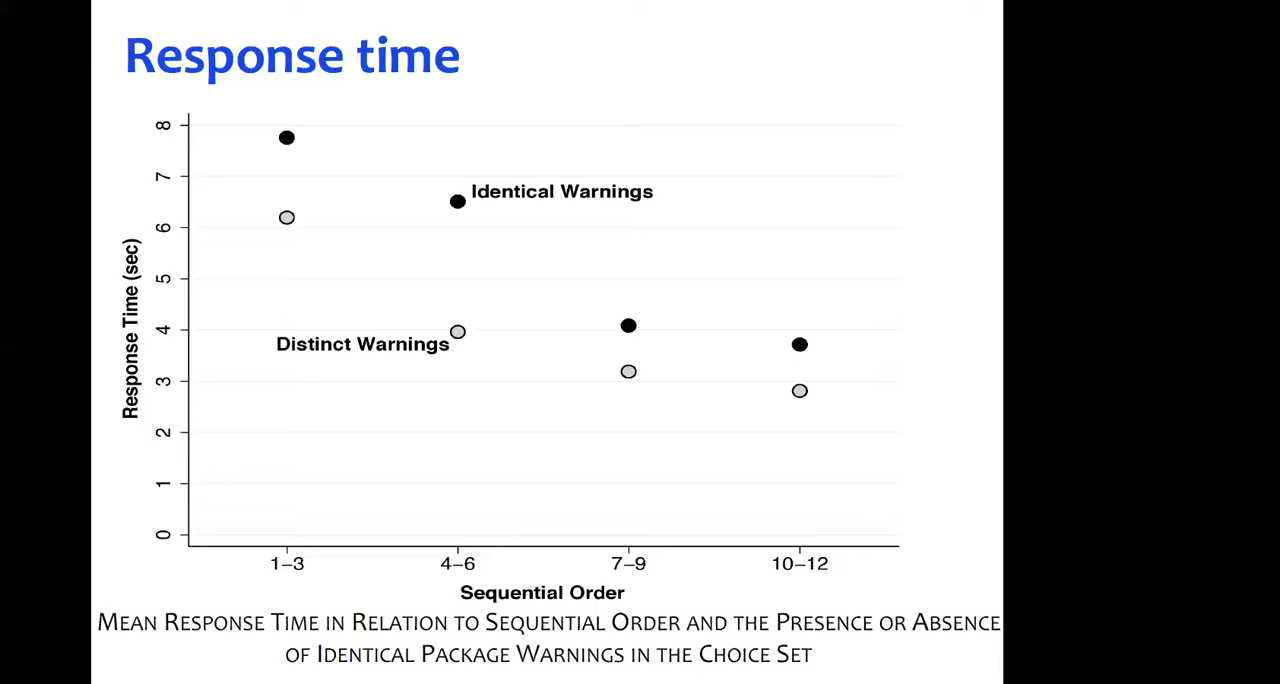 Response time
8
7
6
5
4
3
2
1
0
Response Time (sec)
Identical Warnings
Distinct Warnings
1–3 4–6 7–9 10–12
Sequential Order
MEAN RESPONSE TIME IN RELATION TO SEQUENTIAL ORDER AND THE PRESENCE OR ABSENCE
OF IDENTICAL PACKAGE WARNINGS IN THE CHOICE SET